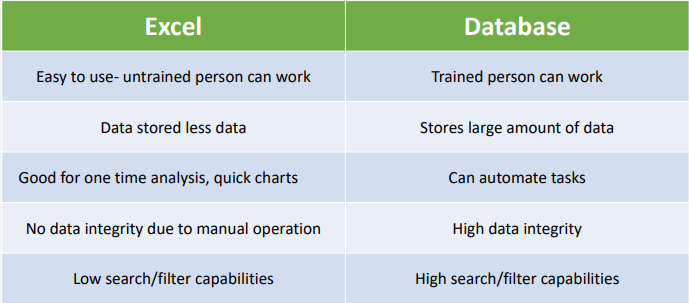 Excel Database
Easy to use- untrained person can work Trained person can work
Data stored less data Stores large amount of data
Good for one time analysis, quick charts Can automate tasks
No data integrity due to manual operation High data integrity
Low search/filter capabilities High search/filter capabilities